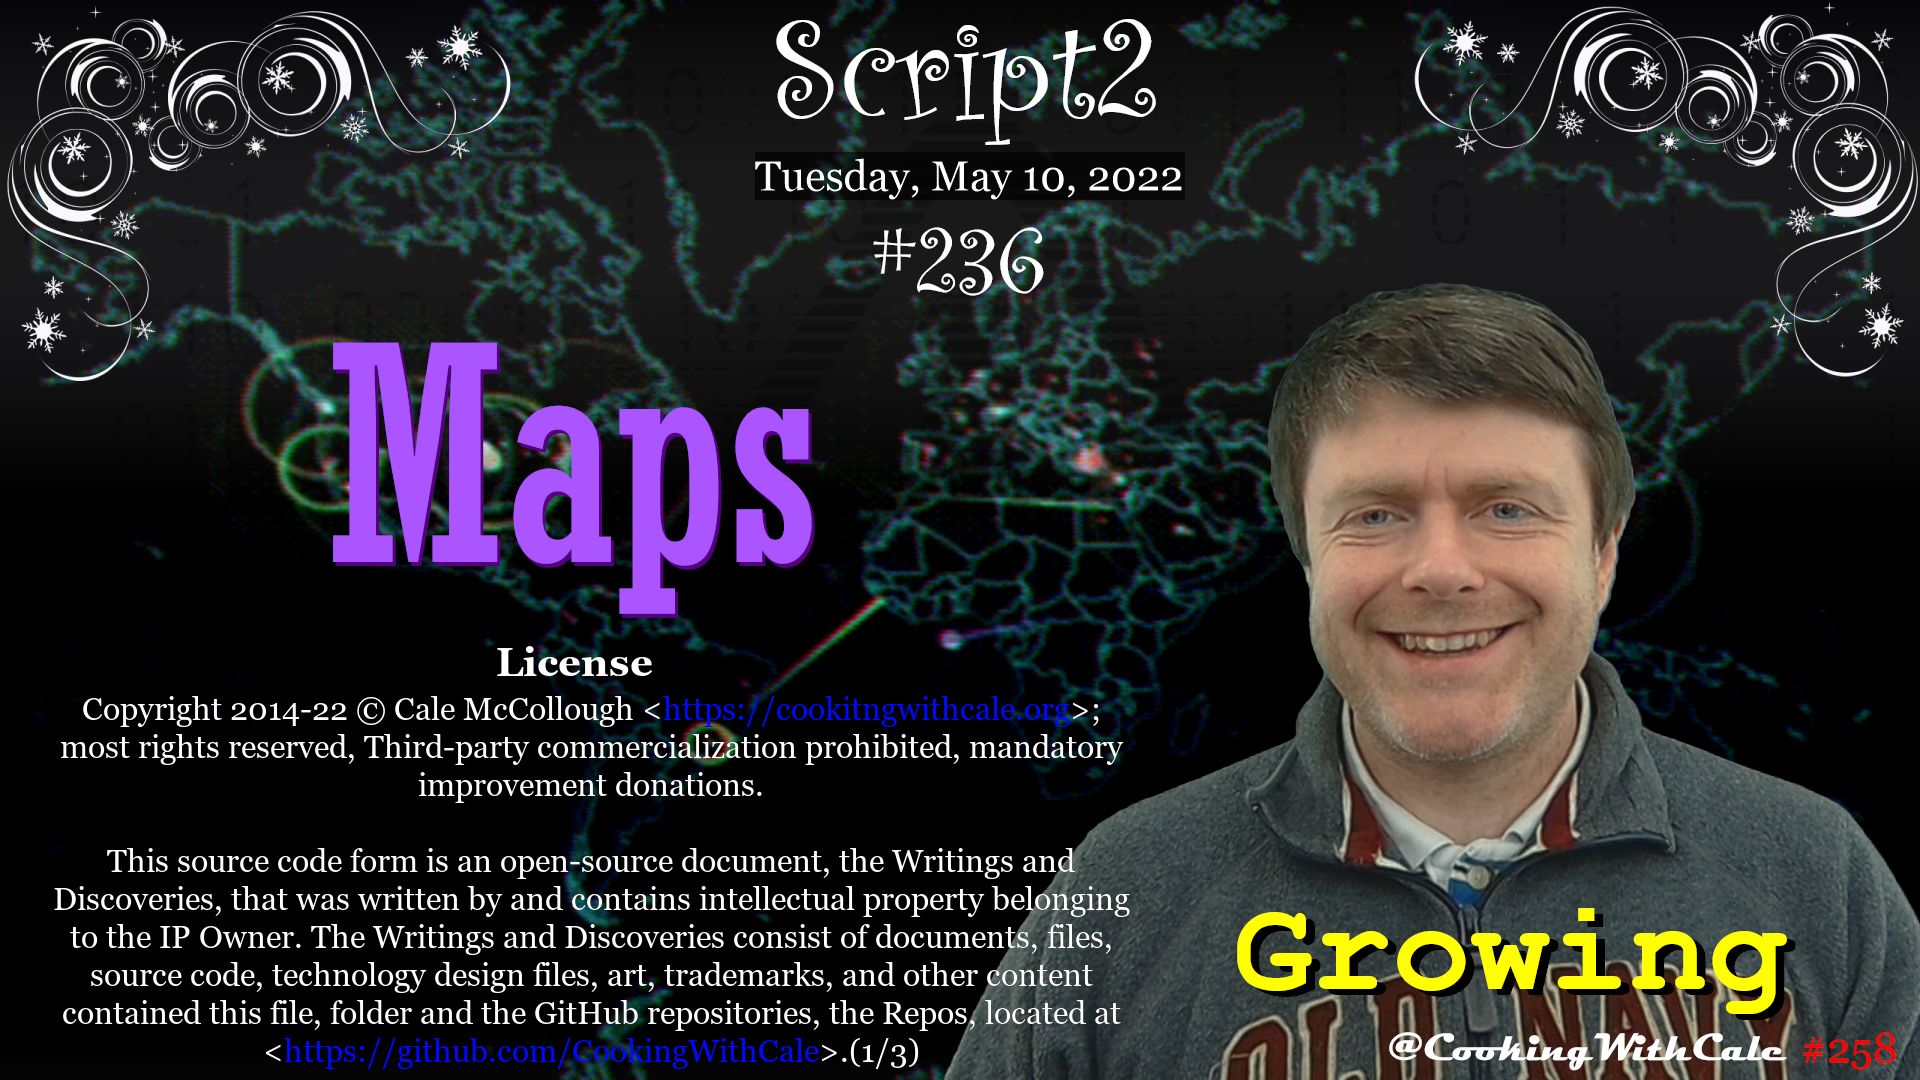 Script2
Tuesday, May 10, 2022
#236
Maps
License
Copyright 2014-22 © Cale McCollough <https://cookitngwithcale.org>;
most rights reserved, Third-party commercialization prohibited, mandatory
improvement donations.
This source code form is an open-source document, the Writings and
Discoveries, that was written by and contains intellectual property belonging
to the IP Owner. The Writings and Discoveries consist of documents, files,
source code, technology design files, art, trademarks, and other content
contained this file, folder and the GitHub repositories, the Repos, located at
<https://github.com/CookingWithCale>.(1/3)
Growing
OLD NAVY
@CookingWithCale #258